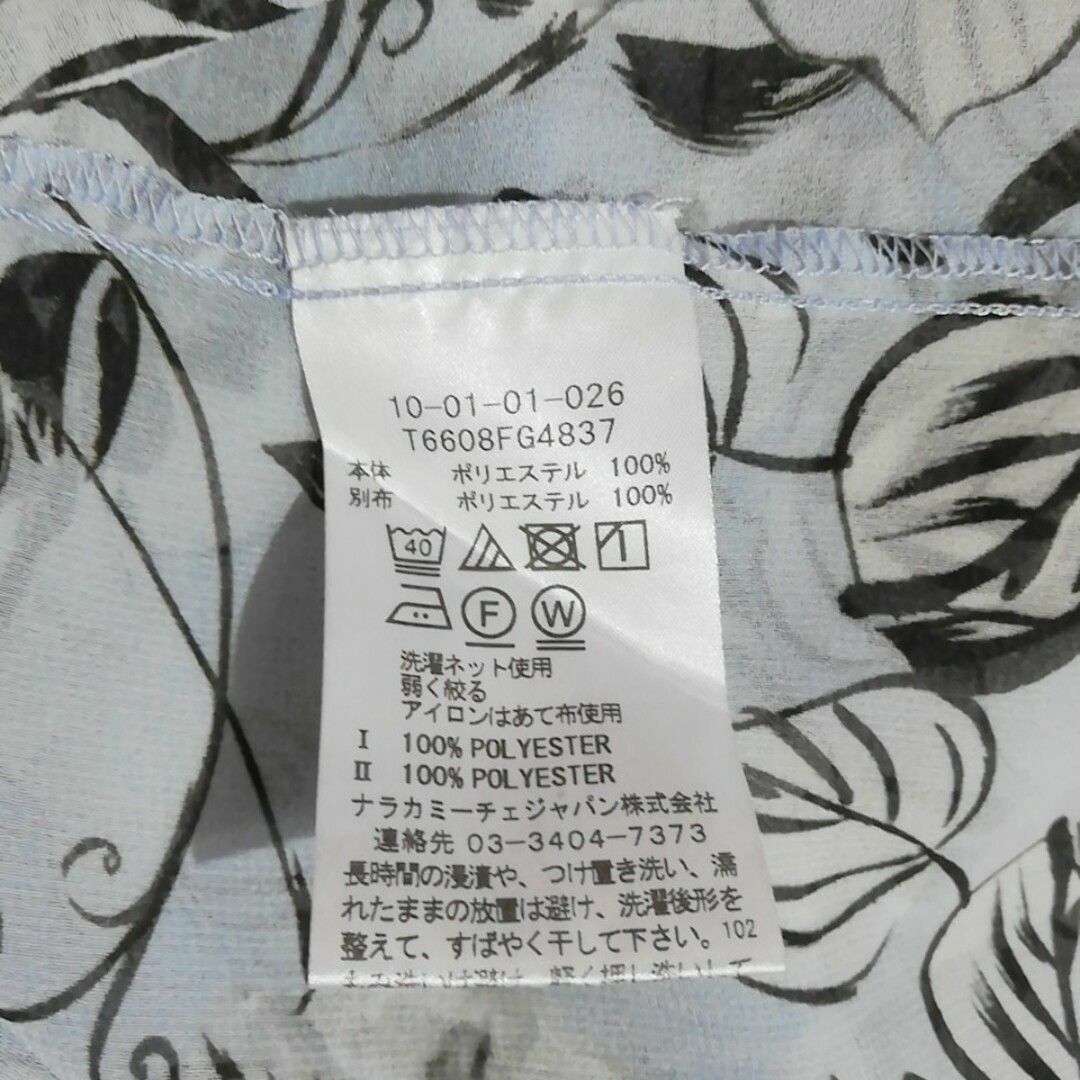 10-01-01-026
T6608FG4837
本体 ポリエステル 100%
別布 ポリエステル 100%
40
1
F W
洗濯ネット使用
弱く絞る
アイロンはあて布使用
I 100% POLYESTER
II 100% POLYESTER
ナラカミーチェジャパン株式会社
連絡先 03-3404-7373
長時間の浸漬や、つけ置き洗い、濡
れたままの放置は避け、洗濯後形を
整えて、すばやく干して下さい。102